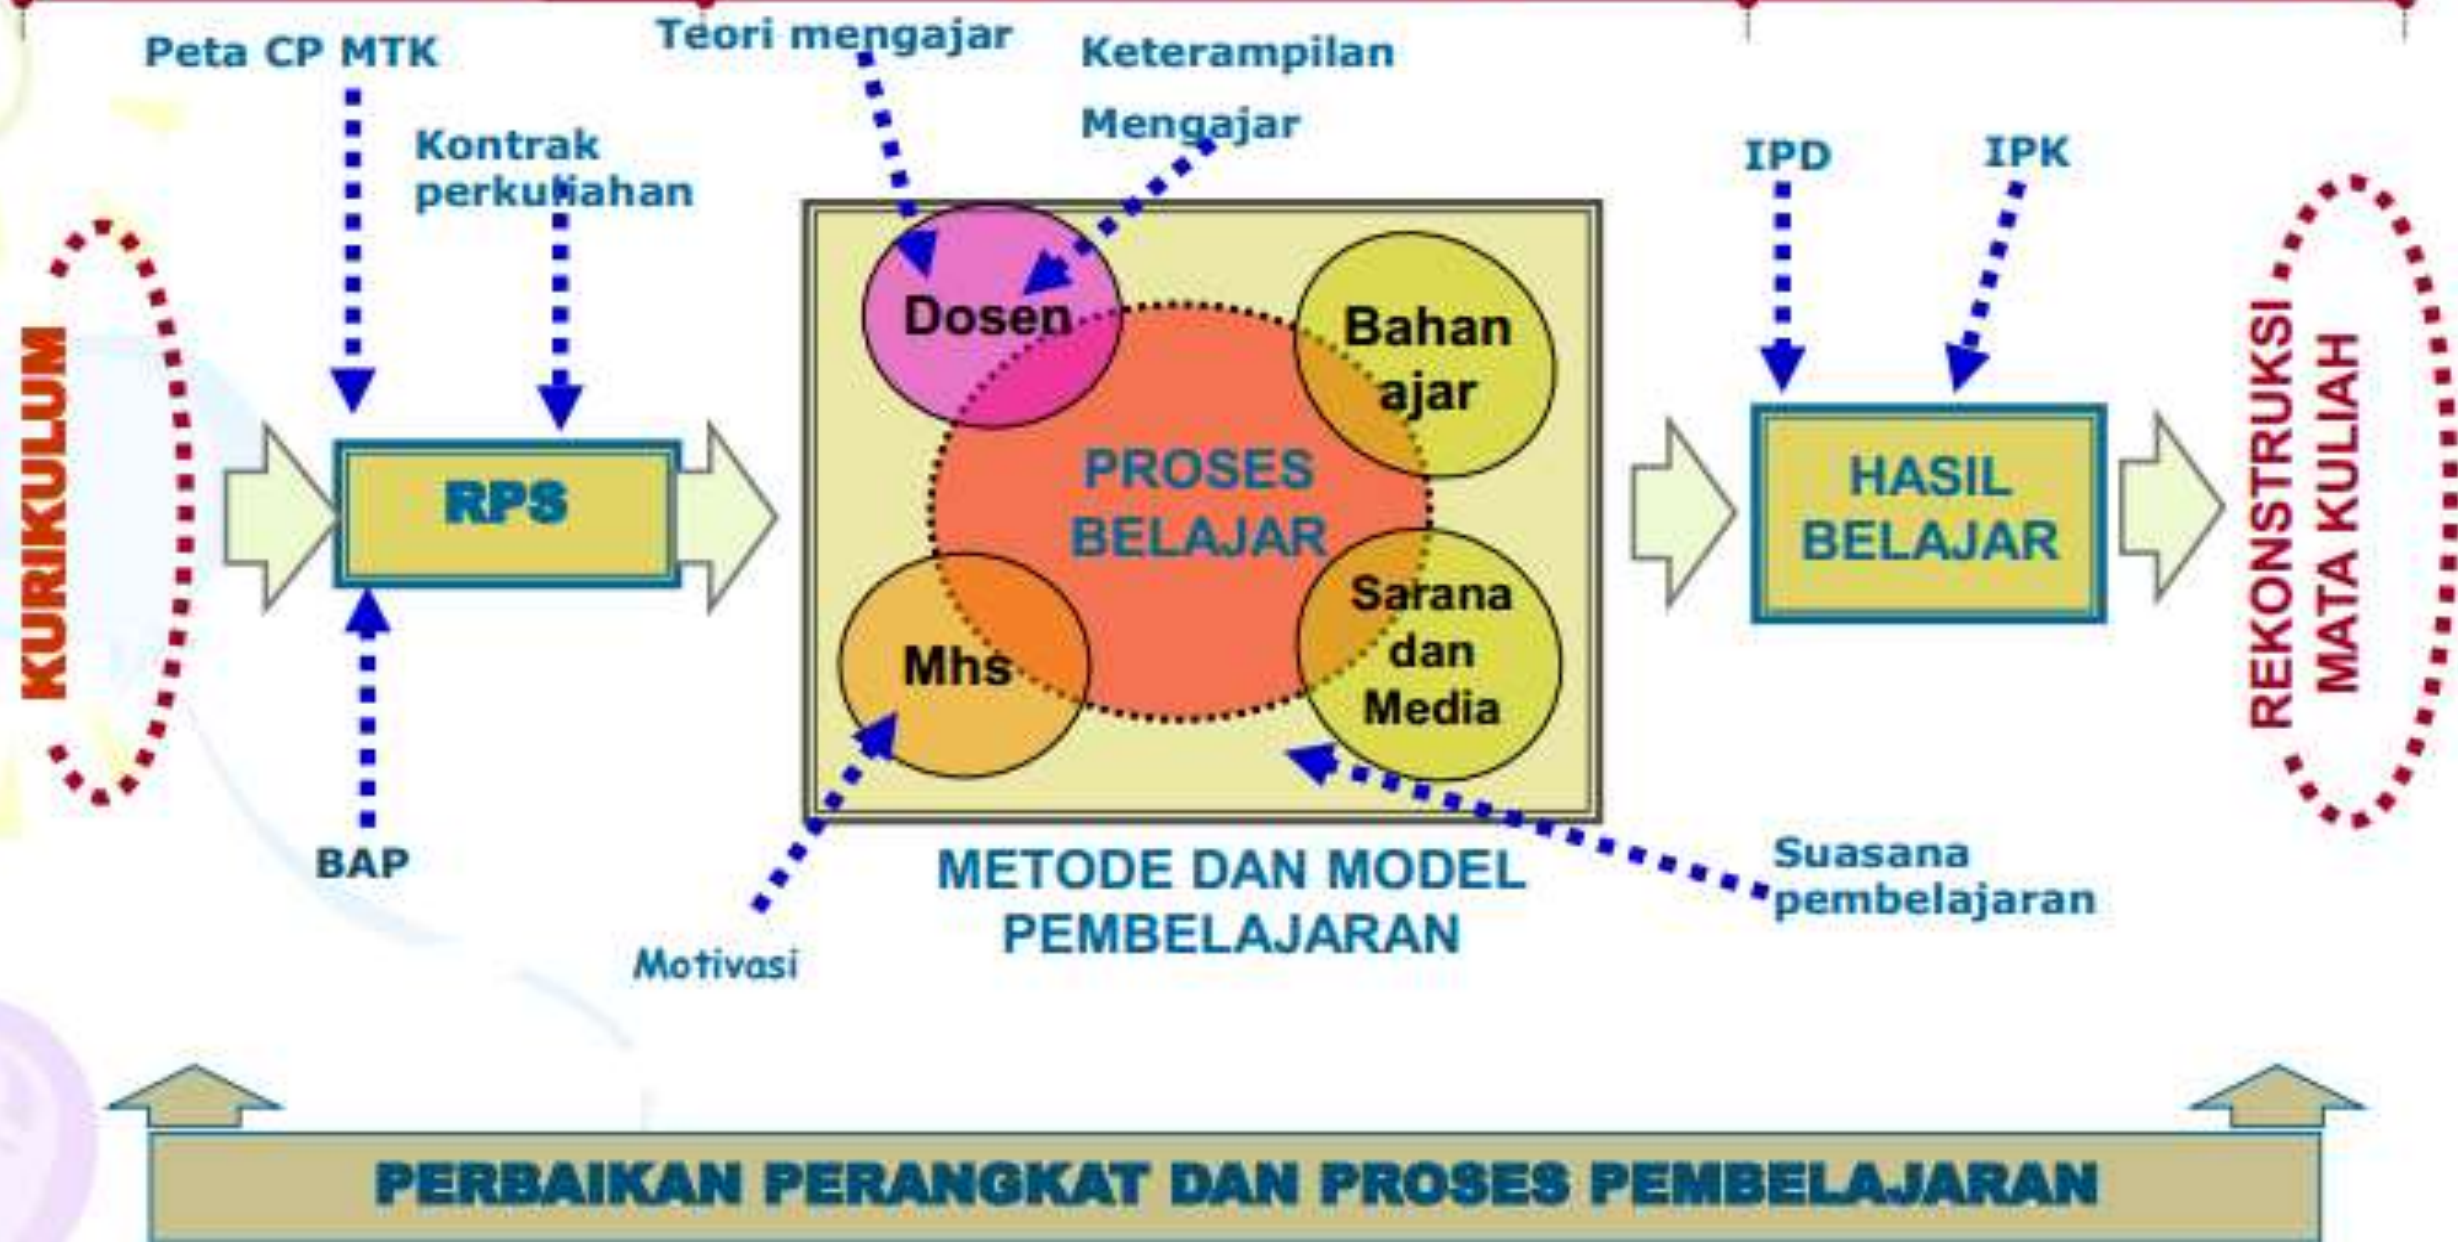 Peta CP MTK
Teori mengajar
Keterampilan
Mengajar
Kontrak
perkuliahan
IPD
IPK
KURIKULUM
RPS
Dosen
Bahan
ajar
PROSES
BELAJAR
Mhs
Sarana
dan
Media
HASIL
BELAJAR
REKONSTRUKSI
MATA KULIAH
BAP
Motivasi
METODE DAN MODEL
PEMBELAJARAN
Suasana
pembelajaran
PERBAIKAN PERANGKAT DAN PROSES PEMBELAJARAN